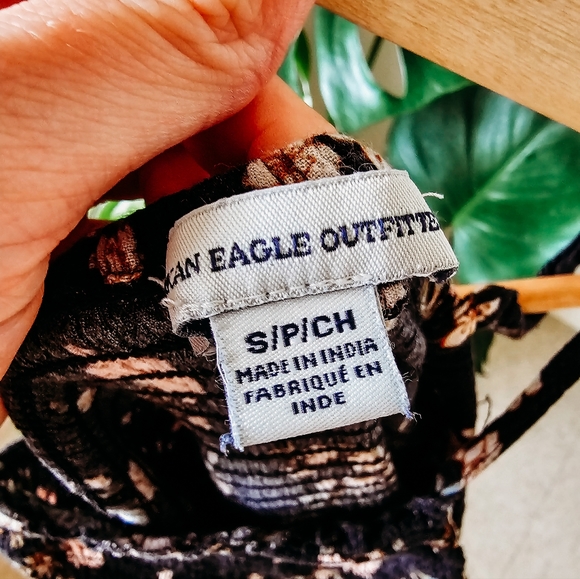 CAN EAGLE OUTFITTE
S/P/CH
MADE IN INDIA
FABRIQUÉ EN
INDE